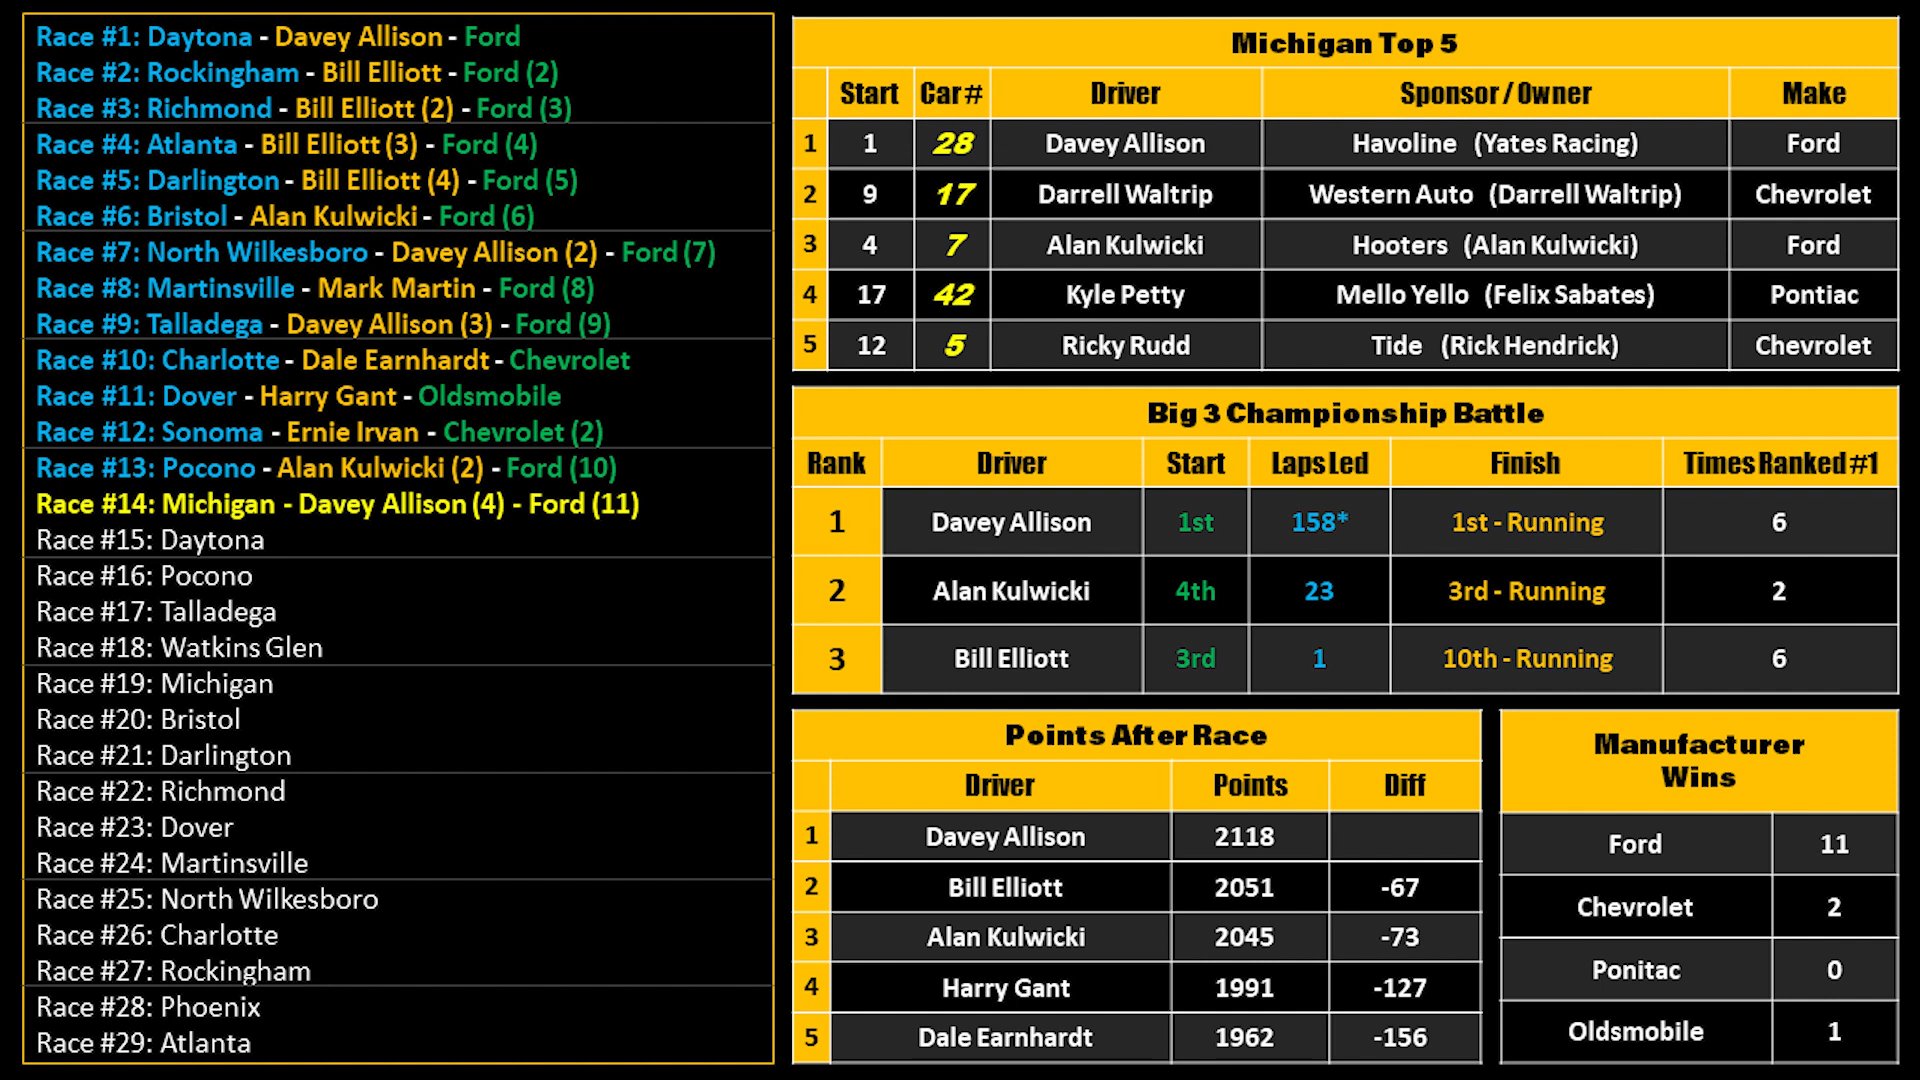 Race #1: Daytona - Davey Allison - Ford
Race #2: Rockingham - Bill Elliott - Ford (2)
Race #3: Richmond - Bill Elliott (2) - Ford (3)
Race #4: Atlanta - Bill Elliott (3) - Ford (4)
Race #5: Darlington - Bill Elliott (4) - Ford (5)
Race #6: Bristol - Alan Kulwicki - Ford (6)
Race #7: North Wilkesboro - Davey Allison (2) - Ford (7)
Race #8: Martinsville - Mark Martin - Ford (8)
Race #9: Talladega - Davey Allison (3) - Ford (9)
Race #10: Charlotte - Dale Earnhardt - Chevrolet
Race #11: Dover - Harry Gant - Oldsmobile
Race #12: Sonoma - Ernie Irvan - Chevrolet (2)
Race #13: Pocono - Alan Kulwicki (2) - Ford (10)
Race #14: Michigan - Davey Allison (4) - Ford (11)
Race #15: Daytona
Race #16: Pocono
Race #17: Talladega
Race #18: Watkins Glen
Race #19: Michigan
Race #20: Bristol
Race #21: Darlington
Race #22: Richmond
Race #23: Dover
Race #24: Martinsville
Race #25: North Wilkesboro
Race #26: Charlotte
Race #27: Rockingham
Race #28: Phoenix
Race #29: Atlanta
Michigan Top 5
Start Car # Driver Sponsor / Owner Make
1 1 28 Davey Allison Havoline (Yates Racing) Ford
2 9 17 Darrell Waltrip Western Auto (Darrell Waltrip) Chevrolet
3 4 7 Alan Kulwicki Hooters (Alan Kulwicki) Ford
4 17 42 Kyle Petty Mello Yello (Felix Sabates) Pontiac
5 12 5 Ricky Rudd Tide (Rick Hendrick) Chevrolet
Big 3 Championship Battle
Rank Driver Start Laps Led Finish Times Ranked #1
1 Davey Allison 1st 158* 1st - Running 6
2 Alan Kulwicki 4th 23 3rd - Running 2
3 Bill Elliott 3rd 1 10th - Running 6
Points After Race
Driver Points Diff
1 Davey Allison 2118
2 Bill Elliott 2051 -67
3 Alan Kulwicki 2045 -73
4 Harry Gant 1991 -127
5 Dale Earnhardt 1962 -156
Manufacturer
Wins
Ford 11
Chevrolet 2
Ponitac 0
Oldsmobile 1